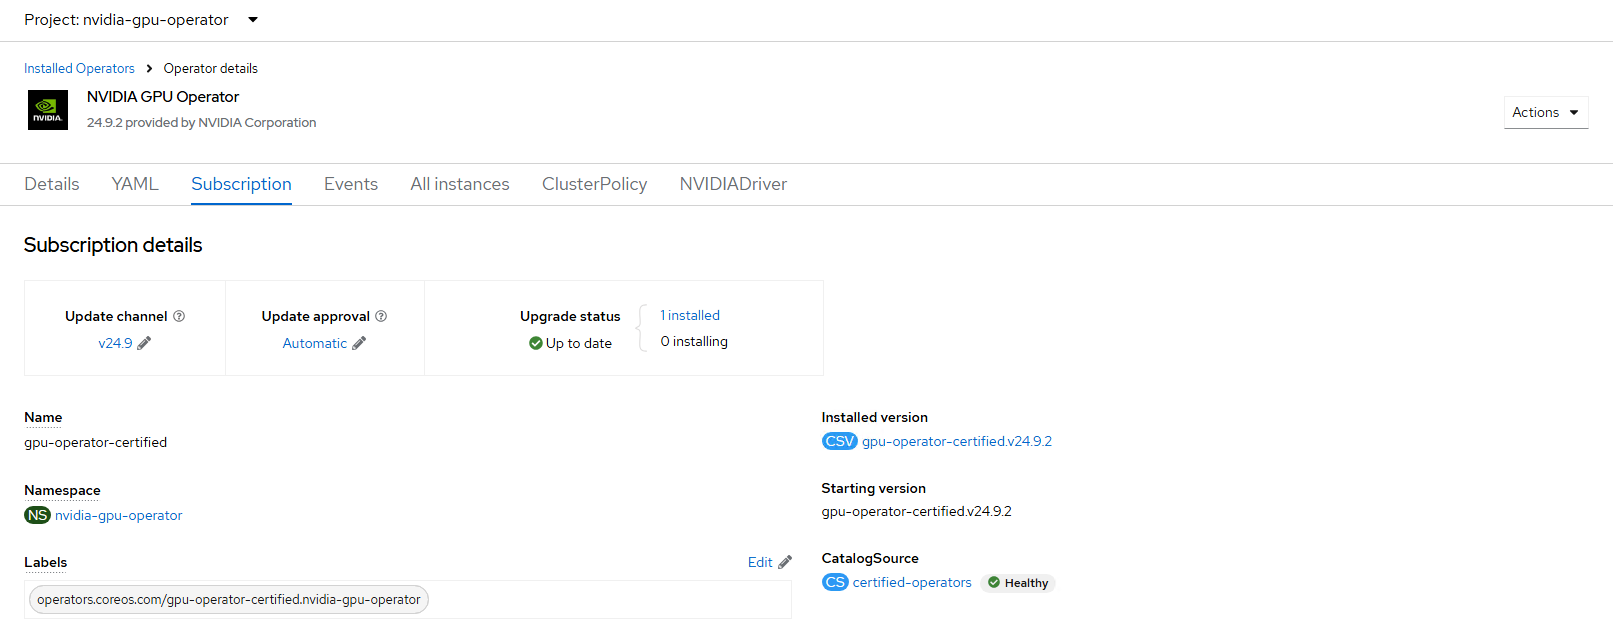 Project: nvidia-gpu-operator
Installed Operators > Operator details
NVIDIA.
NVIDIA GPU Operator
24.9.2 provided by NVIDIA Corporation
Actions
Details YAML Subscription Events All instances ClusterPolicy NVIDIADriver
Subscription details
Update channel
v24.9
Update approval
Automatic
Upgrade status
Up to date
1 installed
0 installing
Name
gpu-operator-certified
Namespace
NS nvidia-gpu-operator
Labels
Edit
operators.coreos.com/gpu-operator-certified.nvidia-gpu-operator
Installed version
CSV gpu-operator-certified.v24.9.2
Starting version
gpu-operator-certified.v24.9.2
CatalogSource
CS certified-operators Healthy